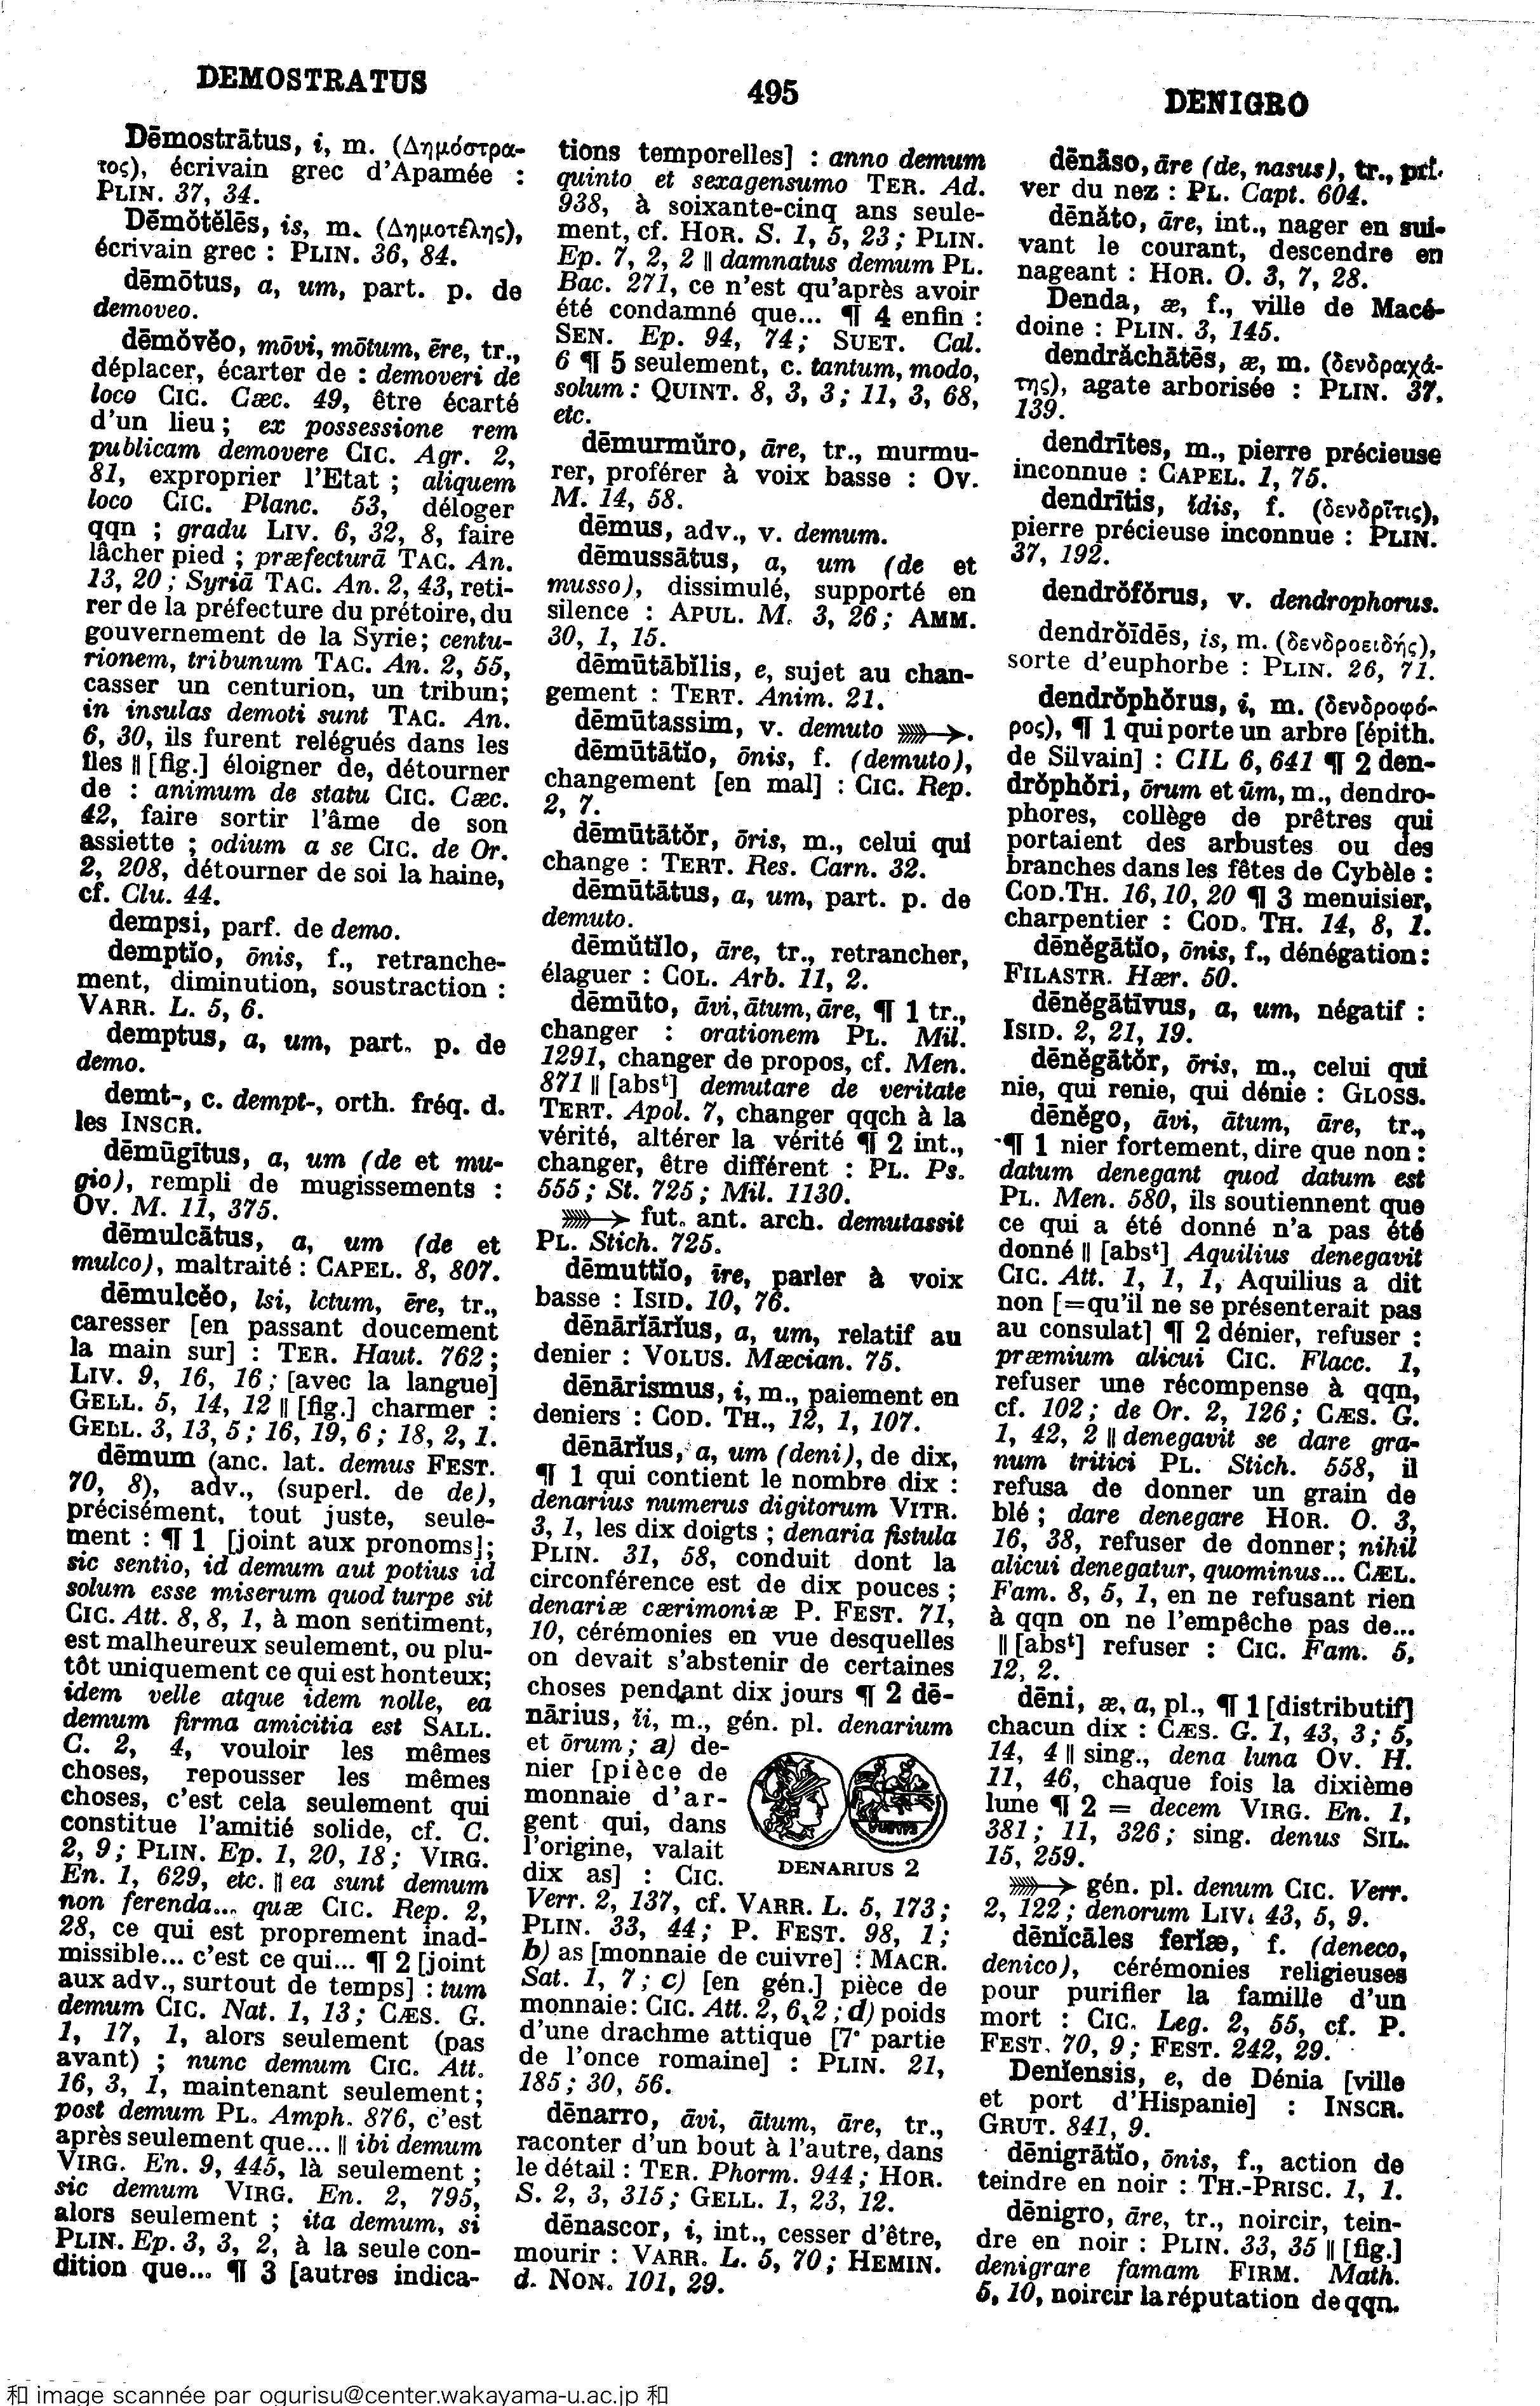 DEMOSTRATUS
495
DENIGRO
Dēmostrātus, i, m. (Δημόστρα-
τος), écrivain grec d'Apamée :
PLIN. 37, 34.
Dēmŏtĕlēs, is, m. (Δημοτέλης),
écrivain grec : PLIN. 36, 84.
dēmōtus, a, um, part. p. de
demoveo.
dēmŏvĕo, mōvi, mōtum, ēre, tr.,
déplacer, écarter de : demoveri de
loco CIC. Cæc. 49, être écarté
d'un lieu ; ex possessione rem
publicam demovere CIC. Agr. 2,
81, exproprier l'Etat ; aliquem
loco CIC. Planc. 53, déloger
qqn ; gradu LIV. 6, 32, 8, faire
lâcher pied ; præfecturā TAC. An.
13, 20 ; Syriā TAC. An. 2, 43, reti-
rer de la préfecture du prétoire, du
gouvernement de la Syrie ; centu-
rionem, tribunum TAC. An. 2, 55,
casser un centurion, un tribun ;
in insulas demoti sunt TAC. An.
6, 30, ils furent relégués dans les
îles || [fig.] éloigner de, détourner
de : animum de statu CIC. Cæc.
42, faire sortir l'âme de son
assiette ; odium a se CIC. de Or.
2, 208, détourner de soi la haine,
cf. Clu. 44.
dempsi, parf. de demo.
demptĭo, ōnis, f., retranche-
ment, diminution, soustraction :
VARR. L. 5, 6.
demptus, a, um, part. p. de
demo.
demt-, c. dempt-, orth. fréq. d.
les INSCR.
dēmūgītus, a, um (de et mu-
gio), rempli de mugissements :
OV. M. 11, 375.
dēmulcātus, a, um (de et
mulco), maltraité : CAPEL. 8, 807.
dēmulcĕo, lsi, lctum, ēre, tr.,
caresser [en passant doucement
la main sur] : TER. Haut. 762 ;
LIV. 9, 16, 16 ; [avec la langue]
GELL. 5, 14, 12 || [fig.] charmer :
GELL. 3, 13, 5 ; 16, 19, 6 ; 18, 2, 1.
dēmum (anc. lat. demus FEST.
70, 8), adv., (superl. de de),
précisément, tout juste, seule-
ment : ¶ 1 [joint aux pronoms] ;
sic sentio, id demum aut potius id
solum esse miserum quod turpe sit
CIC. Att. 8, 8, 1, à mon sentiment,
est malheureux seulement, ou plu-
tôt uniquement ce qui est honteux ;
idem velle atque idem nolle, ea
demum firma amicitia est SALL.
C. 2, 4, vouloir les mêmes
choses, repousser les mêmes
choses, c'est cela seulement qui
constitue l'amitié solide, cf. C.
2, 9 ; PLIN. Ep. 1, 20, 18 ; VIRG.
En. 1, 629, etc. || ea sunt demum
non ferenda... quæ CIC. Rep. 2,
28, ce qui est proprement inad-
missible... c'est ce qui... ¶ 2 [joint
aux adv., surtout de temps] : tum
demum CIC. Nat. 1, 13 ; CÆS. G.
1, 17, 1, alors seulement (pas
avant) ; nunc demum CIC. Att.
16, 3, 1, maintenant seulement ;
post demum PL. Amph. 876, c'est
après seulement que... || ibi demum
VIRG. En. 9, 445, là seulement ;
sic demum VIRG. En. 2, 795,
alors seulement ; ita demum, si
PLIN. Ep. 3, 3, 2, à la seule con-
dition que... ¶ 3 [autres indica-
tions temporelles] : anno demum
quinto et sexagensumo TER. Ad.
938, à soixante-cinq ans seule-
ment, cf. HOR. S. 1, 5, 23 ; PLIN.
Ep. 7, 2, 2 || damnatus demum PL.
Bac. 271, ce n'est qu'après avoir
été condamné que... ¶ 4 enfin :
SEN. Ep. 94, 74 ; SUET. Cal.
6 ¶ 5 seulement, c. tantum, modo,
solum : QUINT. 8, 3, 3 ; 11, 3, 68,
etc.
dēmurmŭro, āre, tr., murmu-
rer, proférer à voix basse : OV.
M. 14, 58.
dēmus, adv., v. demum.
dēmussātus, a, um (de et
musso), dissimulé, supporté en
silence : APUL. M. 3, 26 ; AMM.
30, 1, 15.
dēmūtābĭlis, e, sujet au chan-
gement : TERT. Anim. 21.
dēmūtassim, v. demuto ➳.
dēmūtātĭo, ōnis, f. (demuto),
changement [en mal] : CIC. Rep.
2, 7.
dēmūtātŏr, ōris, m., celui qui
change : TERT. Res. Carn. 32.
dēmūtātus, a, um, part. p. de
demuto.
dēmŭtĭlo, āre, tr., retrancher,
élaguer : COL. Arb. 11, 2.
dēmūto, āvi, ātum, āre, ¶ 1 tr.,
changer : orationem PL. Mil.
1291, changer de propos, cf. Men.
871 || [absᵗ] demutare de veritate
TERT. Apol. 7, changer qqch à la
vérité, altérer la vérité ¶ 2 int.,
changer, être différent : PL. Ps.
555 ; St. 725 ; Mil. 1130.
➳ fut. ant. arch. demutassit
PL. Stich. 725.
dēmuttĭo, īre, parler à voix
basse : ISID. 10, 76.
dēnārĭārĭus, a, um, relatif au
denier : VOLUS. Mæcian. 75.
dēnārismus, i, m., paiement en
deniers : COD. TH., 12, 1, 107.
dēnārĭus, a, um (deni), de dix,
¶ 1 qui contient le nombre dix :
denarius numerus digitorum VITR.
3, 1, les dix doigts ; denaria fistula
PLIN. 31, 58, conduit dont la
circonférence est de dix pouces ;
denariæ cærimoniæ P. FEST. 71,
10, cérémonies en vue desquelles
on devait s'abstenir de certaines
choses pendant dix jours ¶ 2 dē-
nārius, ĭi, m., gén. pl. denarium
et ōrum ; a) de-
nier [pièce de
monnaie d'ar-
gent qui, dans
l'origine, valait
dix as] : CIC.
DENARIUS 2
Verr. 2, 137, cf. VARR. L. 5, 173 ;
PLIN. 33, 44 ; P. FEST. 98, 1 ;
b) as [monnaie de cuivre] : MACR.
Sat. 1, 7 ; c) [en gén.] pièce de
monnaie : CIC. Att. 2, 6, 2 ; d) poids
d'une drachme attique [7ᵉ partie
de l'once romaine] : PLIN. 21,
185 ; 30, 56.
dēnarro, āvi, ātum, āre, tr.,
raconter d'un bout à l'autre, dans
le détail : TER. Phorm. 944 ; HOR.
S. 2, 3, 315 ; GELL. 1, 23, 12.
dēnascor, i, int., cesser d'être,
mourir : VARR. L. 5, 70 ; HEMIN.
d. NON. 101, 29.
dēnāso, āre (de, nasus), tr., pri-
ver du nez : PL. Capt. 604.
dēnăto, āre, int., nager en sui-
vant le courant, descendre en
nageant : HOR. O. 3, 7, 28.
Denda, æ, f., ville de Macé-
doine : PLIN. 3, 145.
dendrăchātēs, æ, m. (δενδραχά-
της), agate arborisée : PLIN. 37,
139.
dendrītes, m., pierre précieuse
inconnue : CAPEL. 1, 75.
dendrītis, ĭdis, f. (δενδρῖτις),
pierre précieuse inconnue : PLIN.
37, 192.
dendrŏfŏrus, v. dendrophorus.
dendrŏīdēs, is, m. (δενδροειδής),
sorte d'euphorbe : PLIN. 26, 71.
dendrŏphŏrus, i, m. (δενδροφό-
ρος), ¶ 1 qui porte un arbre [épith.
de Silvain] : CIL 6, 641 ¶ 2 den-
drŏphŏri, ōrum et ūm, m., dendro-
phores, collège de prêtres qui
portaient des arbustes ou des
branches dans les fêtes de Cybèle :
COD. TH. 16, 10, 20 ¶ 3 menuisier,
charpentier : COD. TH. 14, 8, 1.
dēnĕgātĭo, ōnis, f., dénégation :
FILASTR. Hær. 50.
dēnĕgātīvus, a, um, négatif :
ISID. 2, 21, 19.
dēnĕgātŏr, ōris, m., celui qui
nie, qui renie, qui dénie : GLOSS.
dēnĕgo, āvi, ātum, āre, tr.,
¶ 1 nier fortement, dire que non :
datum denegant quod datum est
PL. Men. 580, ils soutiennent que
ce qui a été donné n'a pas été
donné || [absᵗ] Aquilius denegavit
CIC. Att. 1, 1, 1, Aquilius a dit
non [=qu'il ne se présenterait pas
au consulat] ¶ 2 dénier, refuser :
præmium alicui CIC. Flacc. 1,
refuser une récompense à qqn,
cf. 102 ; de Or. 2, 126 ; CÆS. G.
1, 42, 2 || denegavit se dare gra-
num tritici PL. Stich. 558, il
refusa de donner un grain de
blé ; dare denegare HOR. O. 3,
16, 38, refuser de donner ; nihil
alicui denegatur, quominus... CÆL.
Fam. 8, 5, 1, en ne refusant rien
à qqn on ne l'empêche pas de...
|| [absᵗ] refuser : CIC. Fam. 5,
12, 2.
dēni, æ, a, pl., ¶ 1 [distributif]
chacun dix : CÆS. G. 1, 43, 3 ; 5,
14, 4 || sing., dena luna OV. H.
11, 46, chaque fois la dixième
lune ¶ 2 = decem VIRG. En. 1,
381 ; 11, 326 ; sing. denus SIL.
15, 259.
➳ gén. pl. denum CIC. Verr.
2, 122 ; denorum LIV. 43, 5, 9.
dēnĭcāles ferĭæ, f. (deneco,
denico), cérémonies religieuses
pour purifier la famille d'un
mort : CIC. Leg. 2, 55, cf. P.
FEST. 70, 9 ; FEST. 242, 29.
Denĭensis, e, de Dénia [ville
et port d'Hispanie] : INSCR.
GRUT. 841, 9.
dēnigrātĭo, ōnis, f., action de
teindre en noir : TH.-PRISC. 1, 1.
dēnigro, āre, tr., noircir, tein-
dre en noir : PLIN. 33, 35 || [fig.]
denigrare famam FIRM. Math.
5, 10, noircir la réputation de qqn.
和 image scannée par ogurisu@center.wakayama-u.ac.jp 和